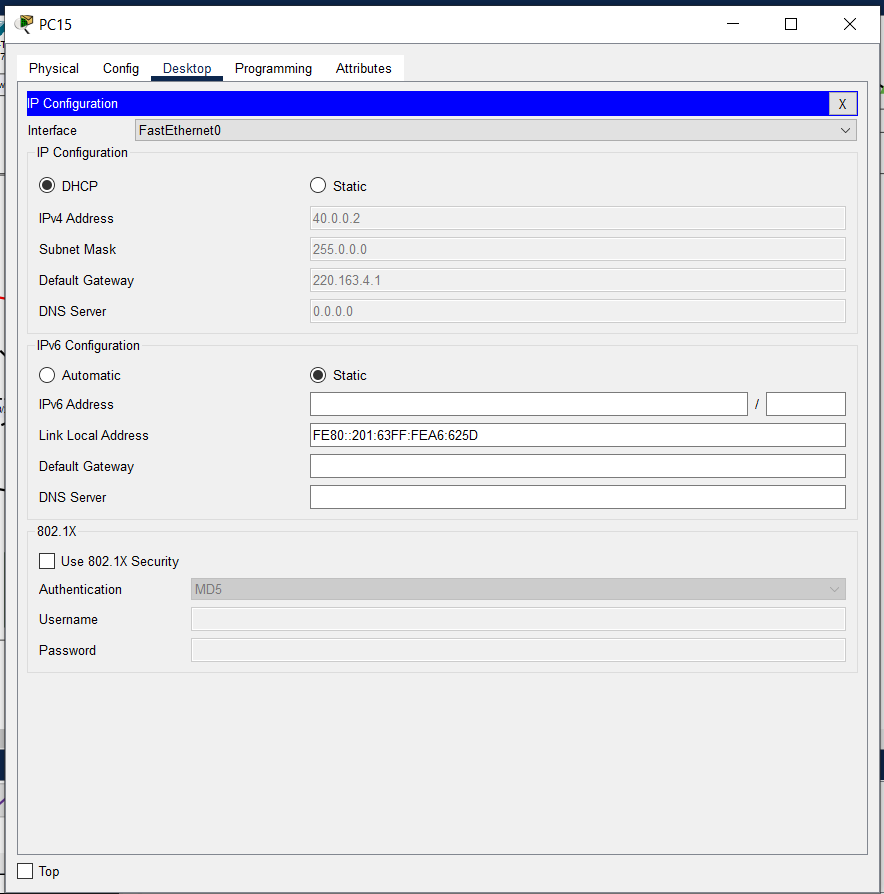 PC15
Physical Config Desktop Programming Attributes
IP Configuration X
Interface FastEthernet0
IP Configuration
DHCP Static
IPv4 Address 40.0.0.2
Subnet Mask 255.0.0.0
Default Gateway 220.163.4.1
DNS Server 0.0.0.0
IPv6 Configuration
Automatic Static
IPv6 Address /
Link Local Address FE80::201:63FF:FEA6:625D
Default Gateway
DNS Server
802.1X
Use 802.1X Security
Authentication MD5
Username
Password
Top